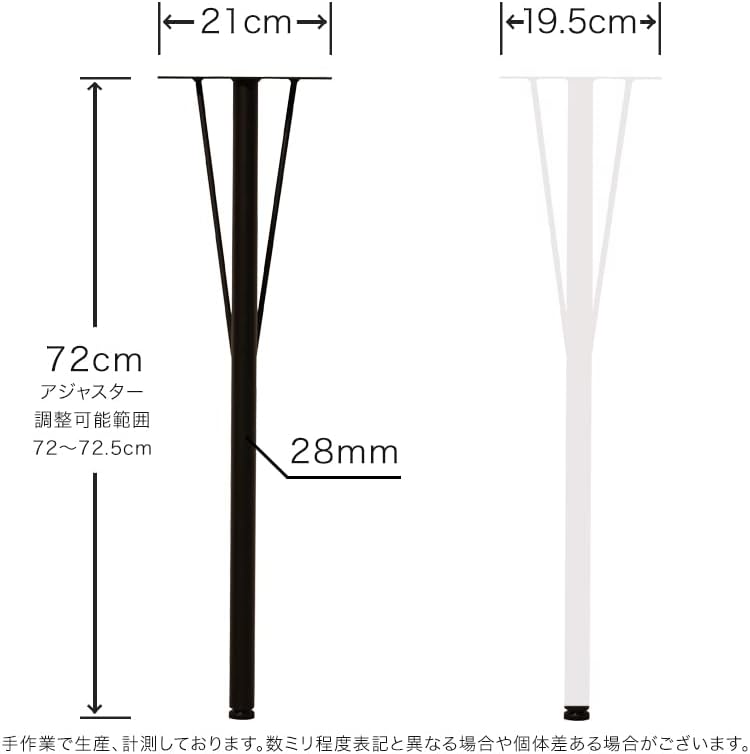 21cm
19.5cm
72cm
アジャスター
調整可能範囲
72〜72.5cm
28mm
手作業で生産、計測しております。数ミリ程度表記と異なる場合や個体差ある場合がございます。